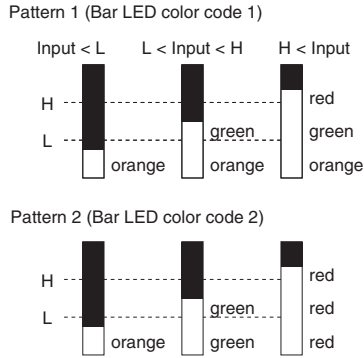 Pattern 1 (Bar LED color code 1)
Input < L   L < Input < H   H < Input
H   red
L   green   green
orange   orange   orange
Pattern 2 (Bar LED color code 2)
H   red
L   green   red
orange   green   red